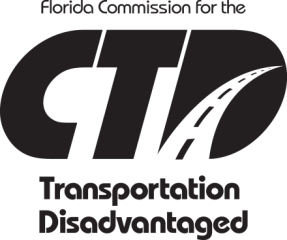 Florida Commission for the
CTD
Transportation
Disadvantaged